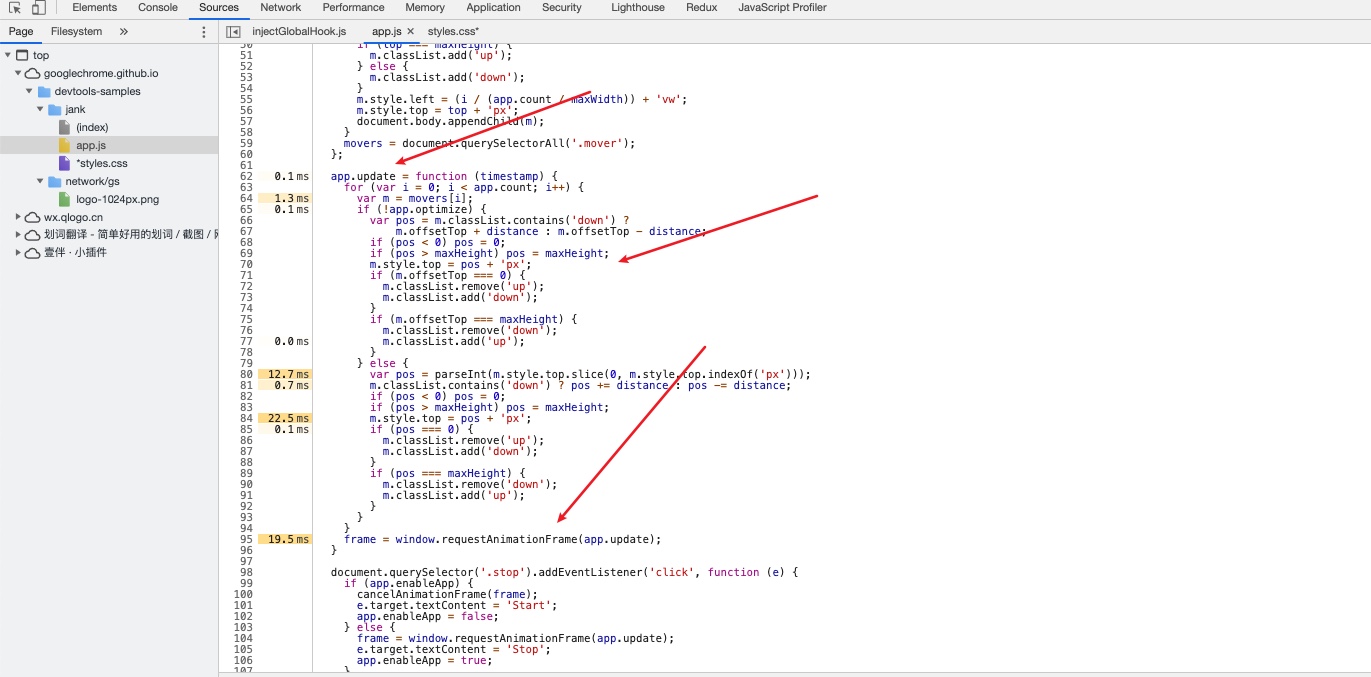 Elements Console Sources Network Performance Memory Application Security Lighthouse Redux JavaScript Profiler
Page Filesystem » injectGlobalHook.js app.js × styles.css*
top
googlechrome.github.io
devtools-samples
jank
(index)
app.js
*styles.css
network/gs
logo-1024px.png
wx.qlogo.cn
划词翻译 - 简单好用的划词 / 截图 /
壹伴 · 小插件
50 if (top === maxHeight) {
51 m.classList.add('up');
52 } else {
53 m.classList.add('down');
54 }
55 m.style.left = (i / (app.count / maxWidth)) + 'vw';
56 m.style.top = top + 'px';
57 document.body.appendChild(m);
58 }
59 movers = document.querySelectorAll('.mover');
60 };
61
62 0.1 ms app.update = function (timestamp) {
63 for (var i = 0; i < app.count; i++) {
64 1.3 ms var m = movers[i];
65 0.1 ms if (!app.optimize) {
66 var pos = m.classList.contains('down') ?
67 m.offsetTop + distance : m.offsetTop - distance;
68 if (pos < 0) pos = 0;
69 if (pos > maxHeight) pos = maxHeight;
70 m.style.top = pos + 'px';
71 if (m.offsetTop === 0) {
72 m.classList.remove('up');
73 m.classList.add('down');
74 }
75 if (m.offsetTop === maxHeight) {
76 m.classList.remove('down');
77 0.0 ms m.classList.add('up');
78 }
79 } else {
80 12.7 ms var pos = parseInt(m.style.top.slice(0, m.style.top.indexOf('px')));
81 0.7 ms m.classList.contains('down') ? pos += distance : pos -= distance;
82 if (pos < 0) pos = 0;
83 if (pos > maxHeight) pos = maxHeight;
84 22.5 ms m.style.top = pos + 'px';
85 0.1 ms if (pos === 0) {
86 m.classList.remove('up');
87 m.classList.add('down');
88 }
89 if (pos === maxHeight) {
90 m.classList.remove('down');
91 m.classList.add('up');
92 }
93 }
94 }
95 19.5 ms frame = window.requestAnimationFrame(app.update);
96 }
97
98 document.querySelector('.stop').addEventListener('click', function (e) {
99 if (app.enableApp) {
100 cancelAnimationFrame(frame);
101 e.target.textContent = 'Start';
102 app.enableApp = false;
103 } else {
104 frame = window.requestAnimationFrame(app.update);
105 e.target.textContent = 'Stop';
106 app.enableApp = true;
107 }